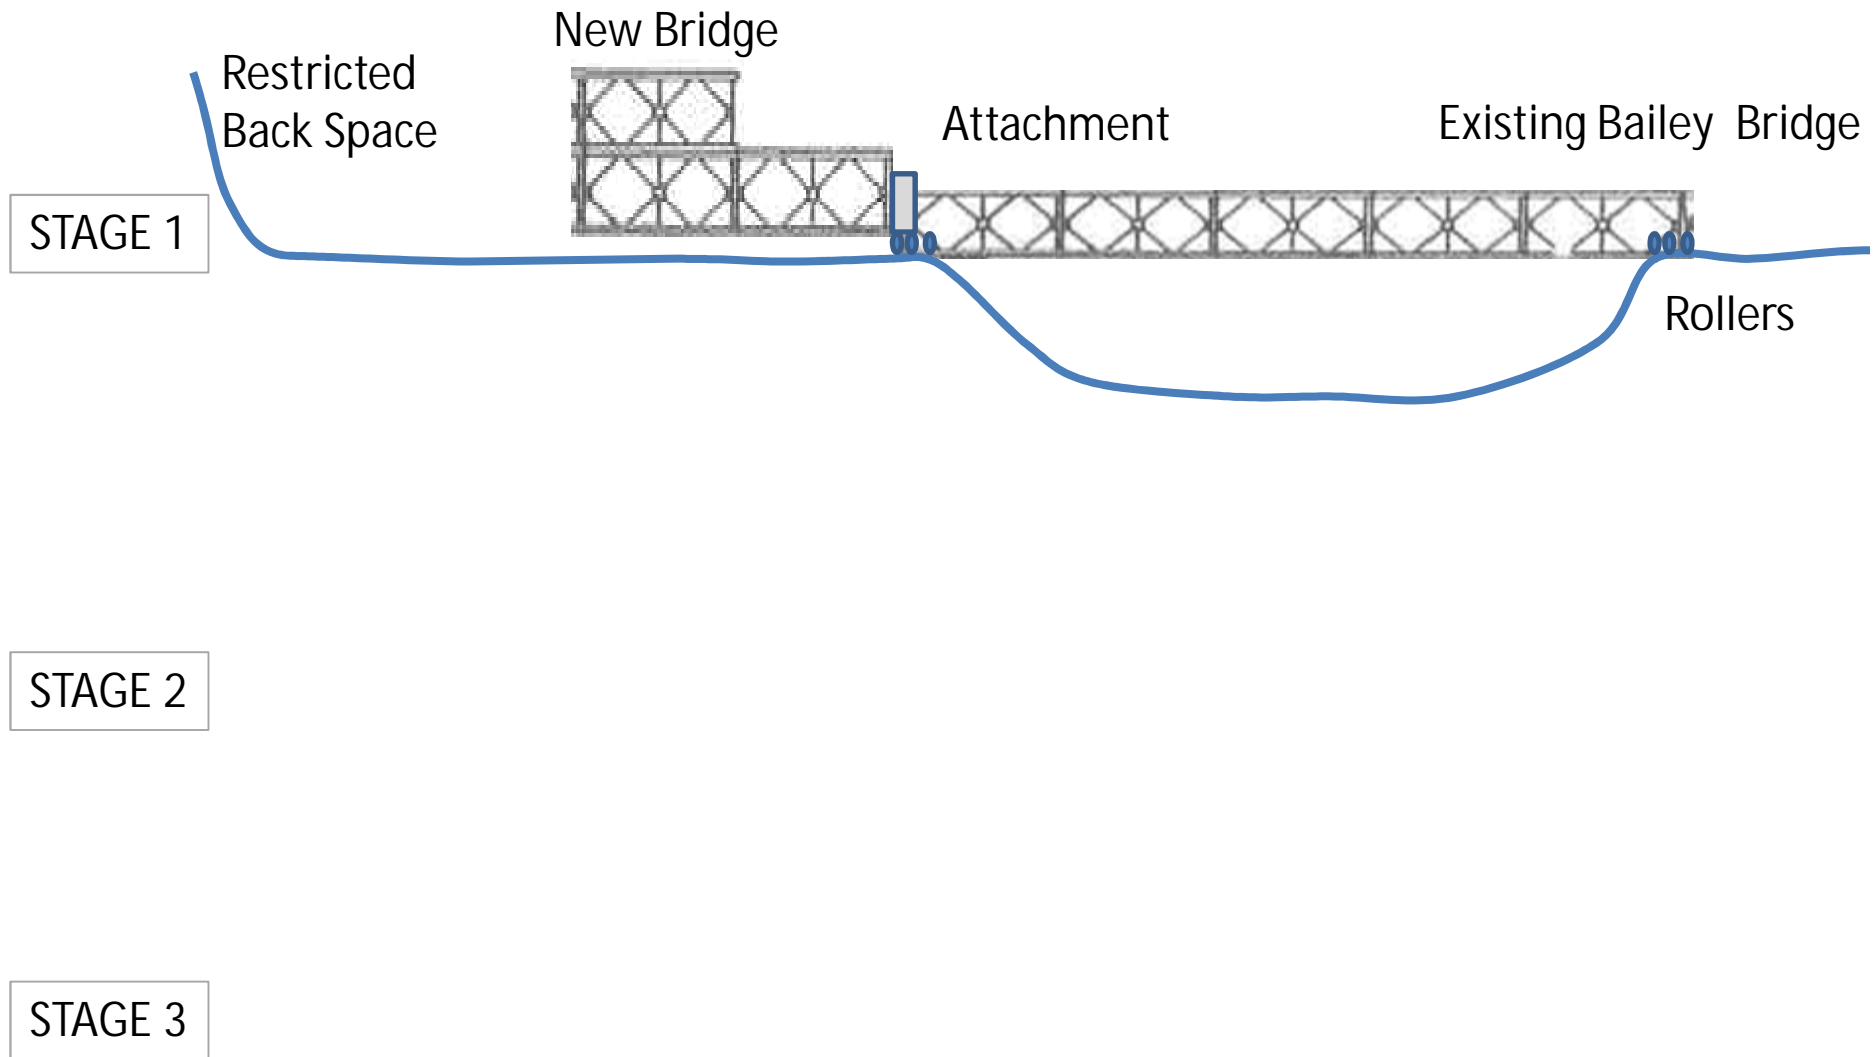 New Bridge
Restricted
Back Space
Attachment
Existing Bailey Bridge
STAGE 1
Rollers
STAGE 2
STAGE 3